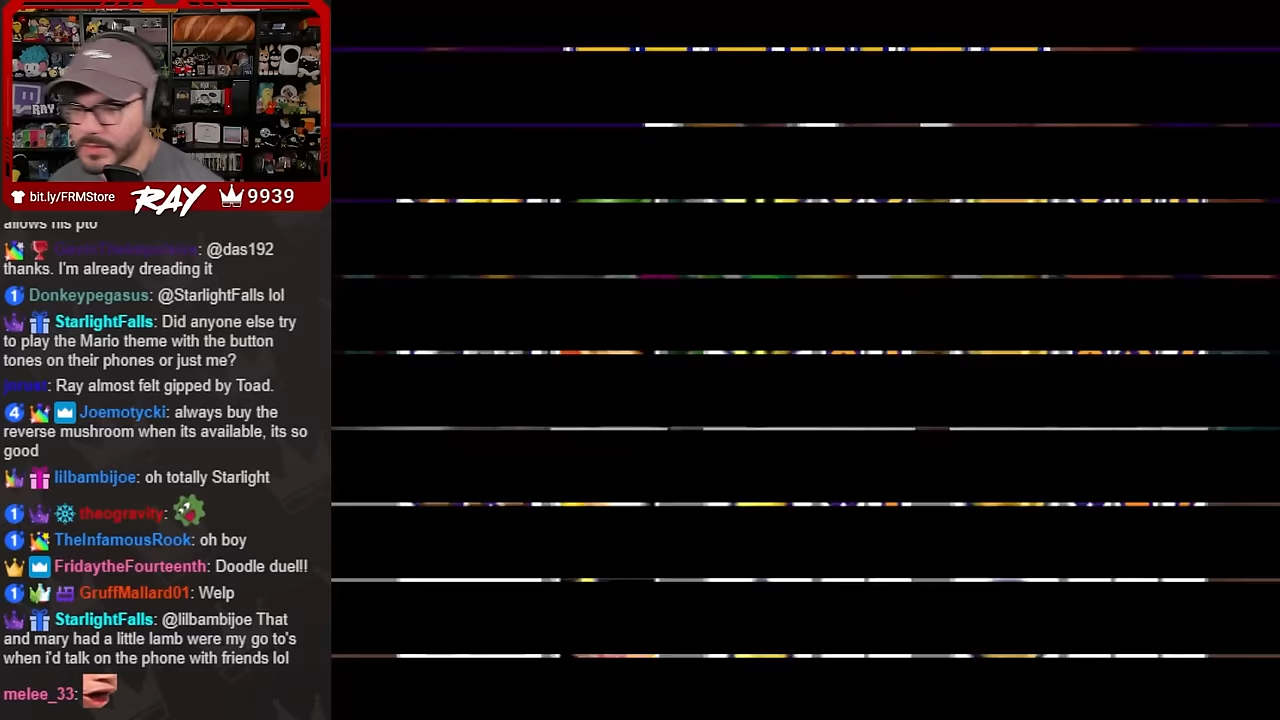 bit.ly/FRMStore RAY 9939
allows his pto
: @das192
thanks. I'm already dreading it
Donkeypegasus: @StarlightFalls lol
StarlightFalls: Did anyone else try
to play the Mario theme with the button
tones on their phones or just me?
: Ray almost felt gipped by Toad.
Joemotycki: always buy the
reverse mushroom when its available, its so
good
lilbambijoe: oh totally Starlight
theogravity:
TheInfamousRook: oh boy
FridaytheFourteenth: Doodle duel!!
GruffMallard01: Welp
StarlightFalls: @lilbambijoe That
and mary had a little lamb were my go to's
when i'd talk on the phone with friends lol
melee_33: